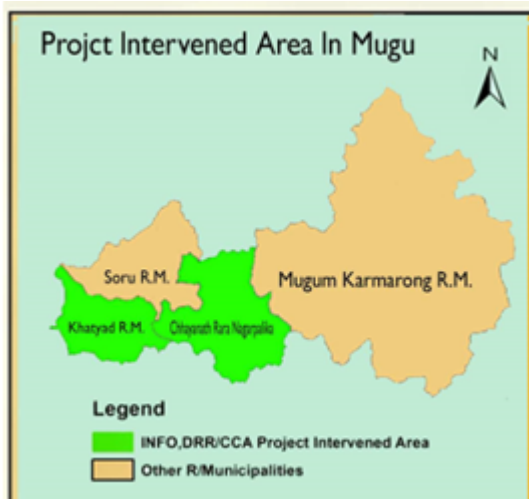 Projct Intervened Area In Mugu
N
Soru R.M.
Mugum Karmarong R.M.
Khatyad R.M.
Chhayanath Rara Nagarpalika
Legend
INFO,DRR/CCA Project Intervened Area
Other R/Municipalities